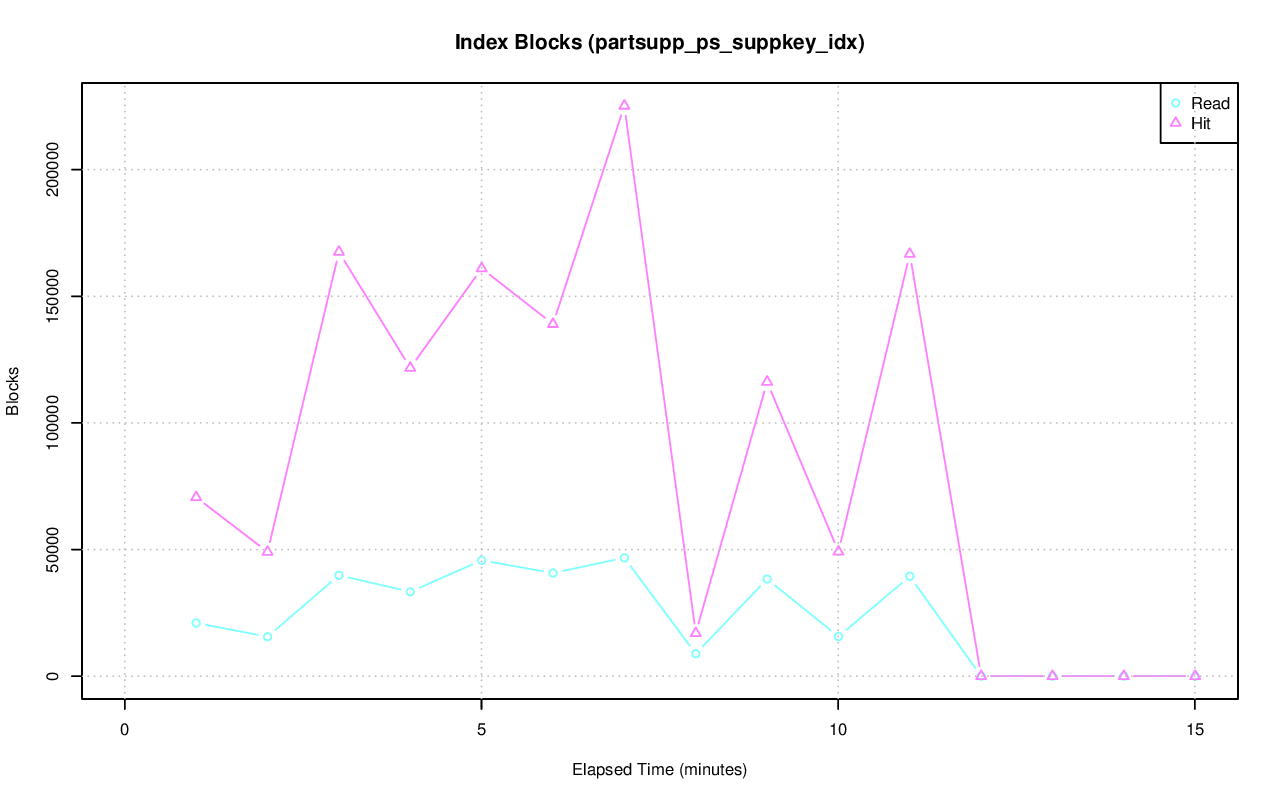 Index Blocks (partsupp_ps_suppkey_idx)
Read
Hit
Blocks
200000
150000
100000
50000
0
0 5 10 15
Elapsed Time (minutes)